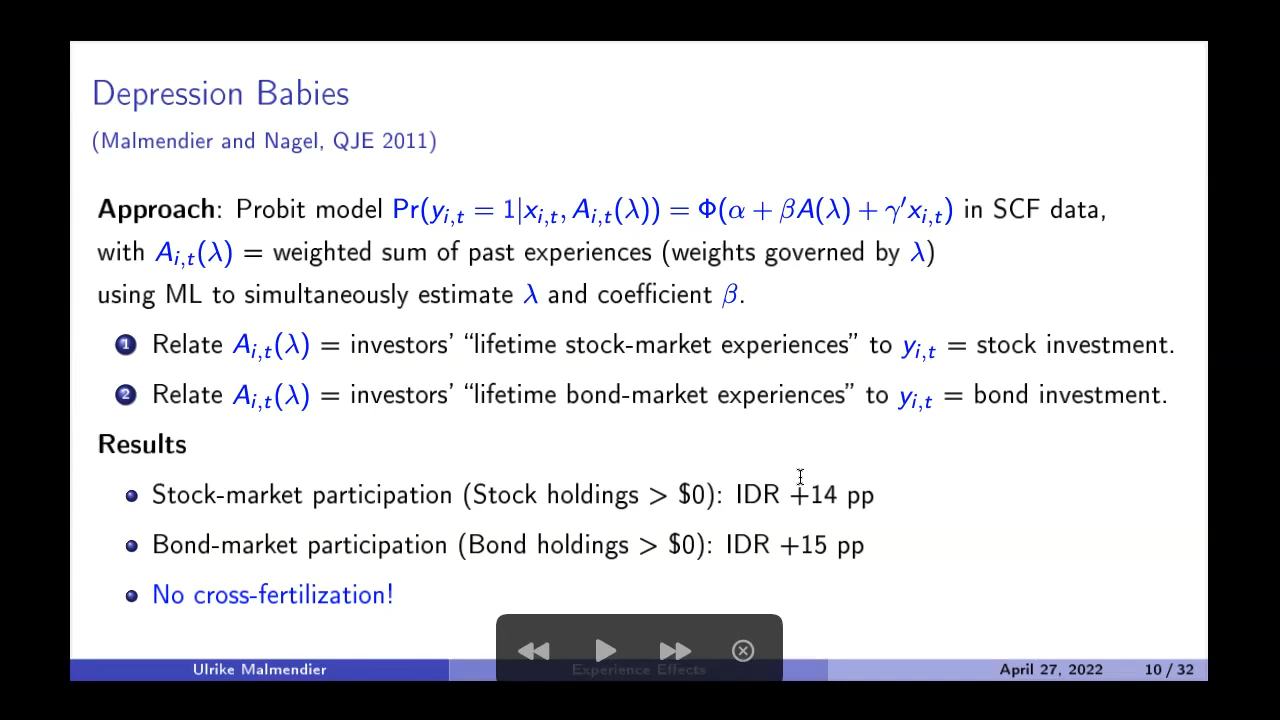 Depression Babies
(Malmendier and Nagel, QJE 2011)
Approach: Probit model Pr(y_{i,t} = 1|x_{i,t}, A_{i,t}(λ)) = Φ(α + βA(λ) + γ′x_{i,t}) in SCF data,
with A_{i,t}(λ) = weighted sum of past experiences (weights governed by λ)
using ML to simultaneously estimate λ and coefficient β.
1 Relate A_{i,t}(λ) = investors' “lifetime stock-market experiences” to y_{i,t} = stock investment.
2 Relate A_{i,t}(λ) = investors' “lifetime bond-market experiences” to y_{i,t} = bond investment.
Results
Stock-market participation (Stock holdings > $0): IDR +14 pp
Bond-market participation (Bond holdings > $0): IDR +15 pp
No cross-fertilization!
Ulrike Malmendier Experience Effects April 27, 2022 10 / 32